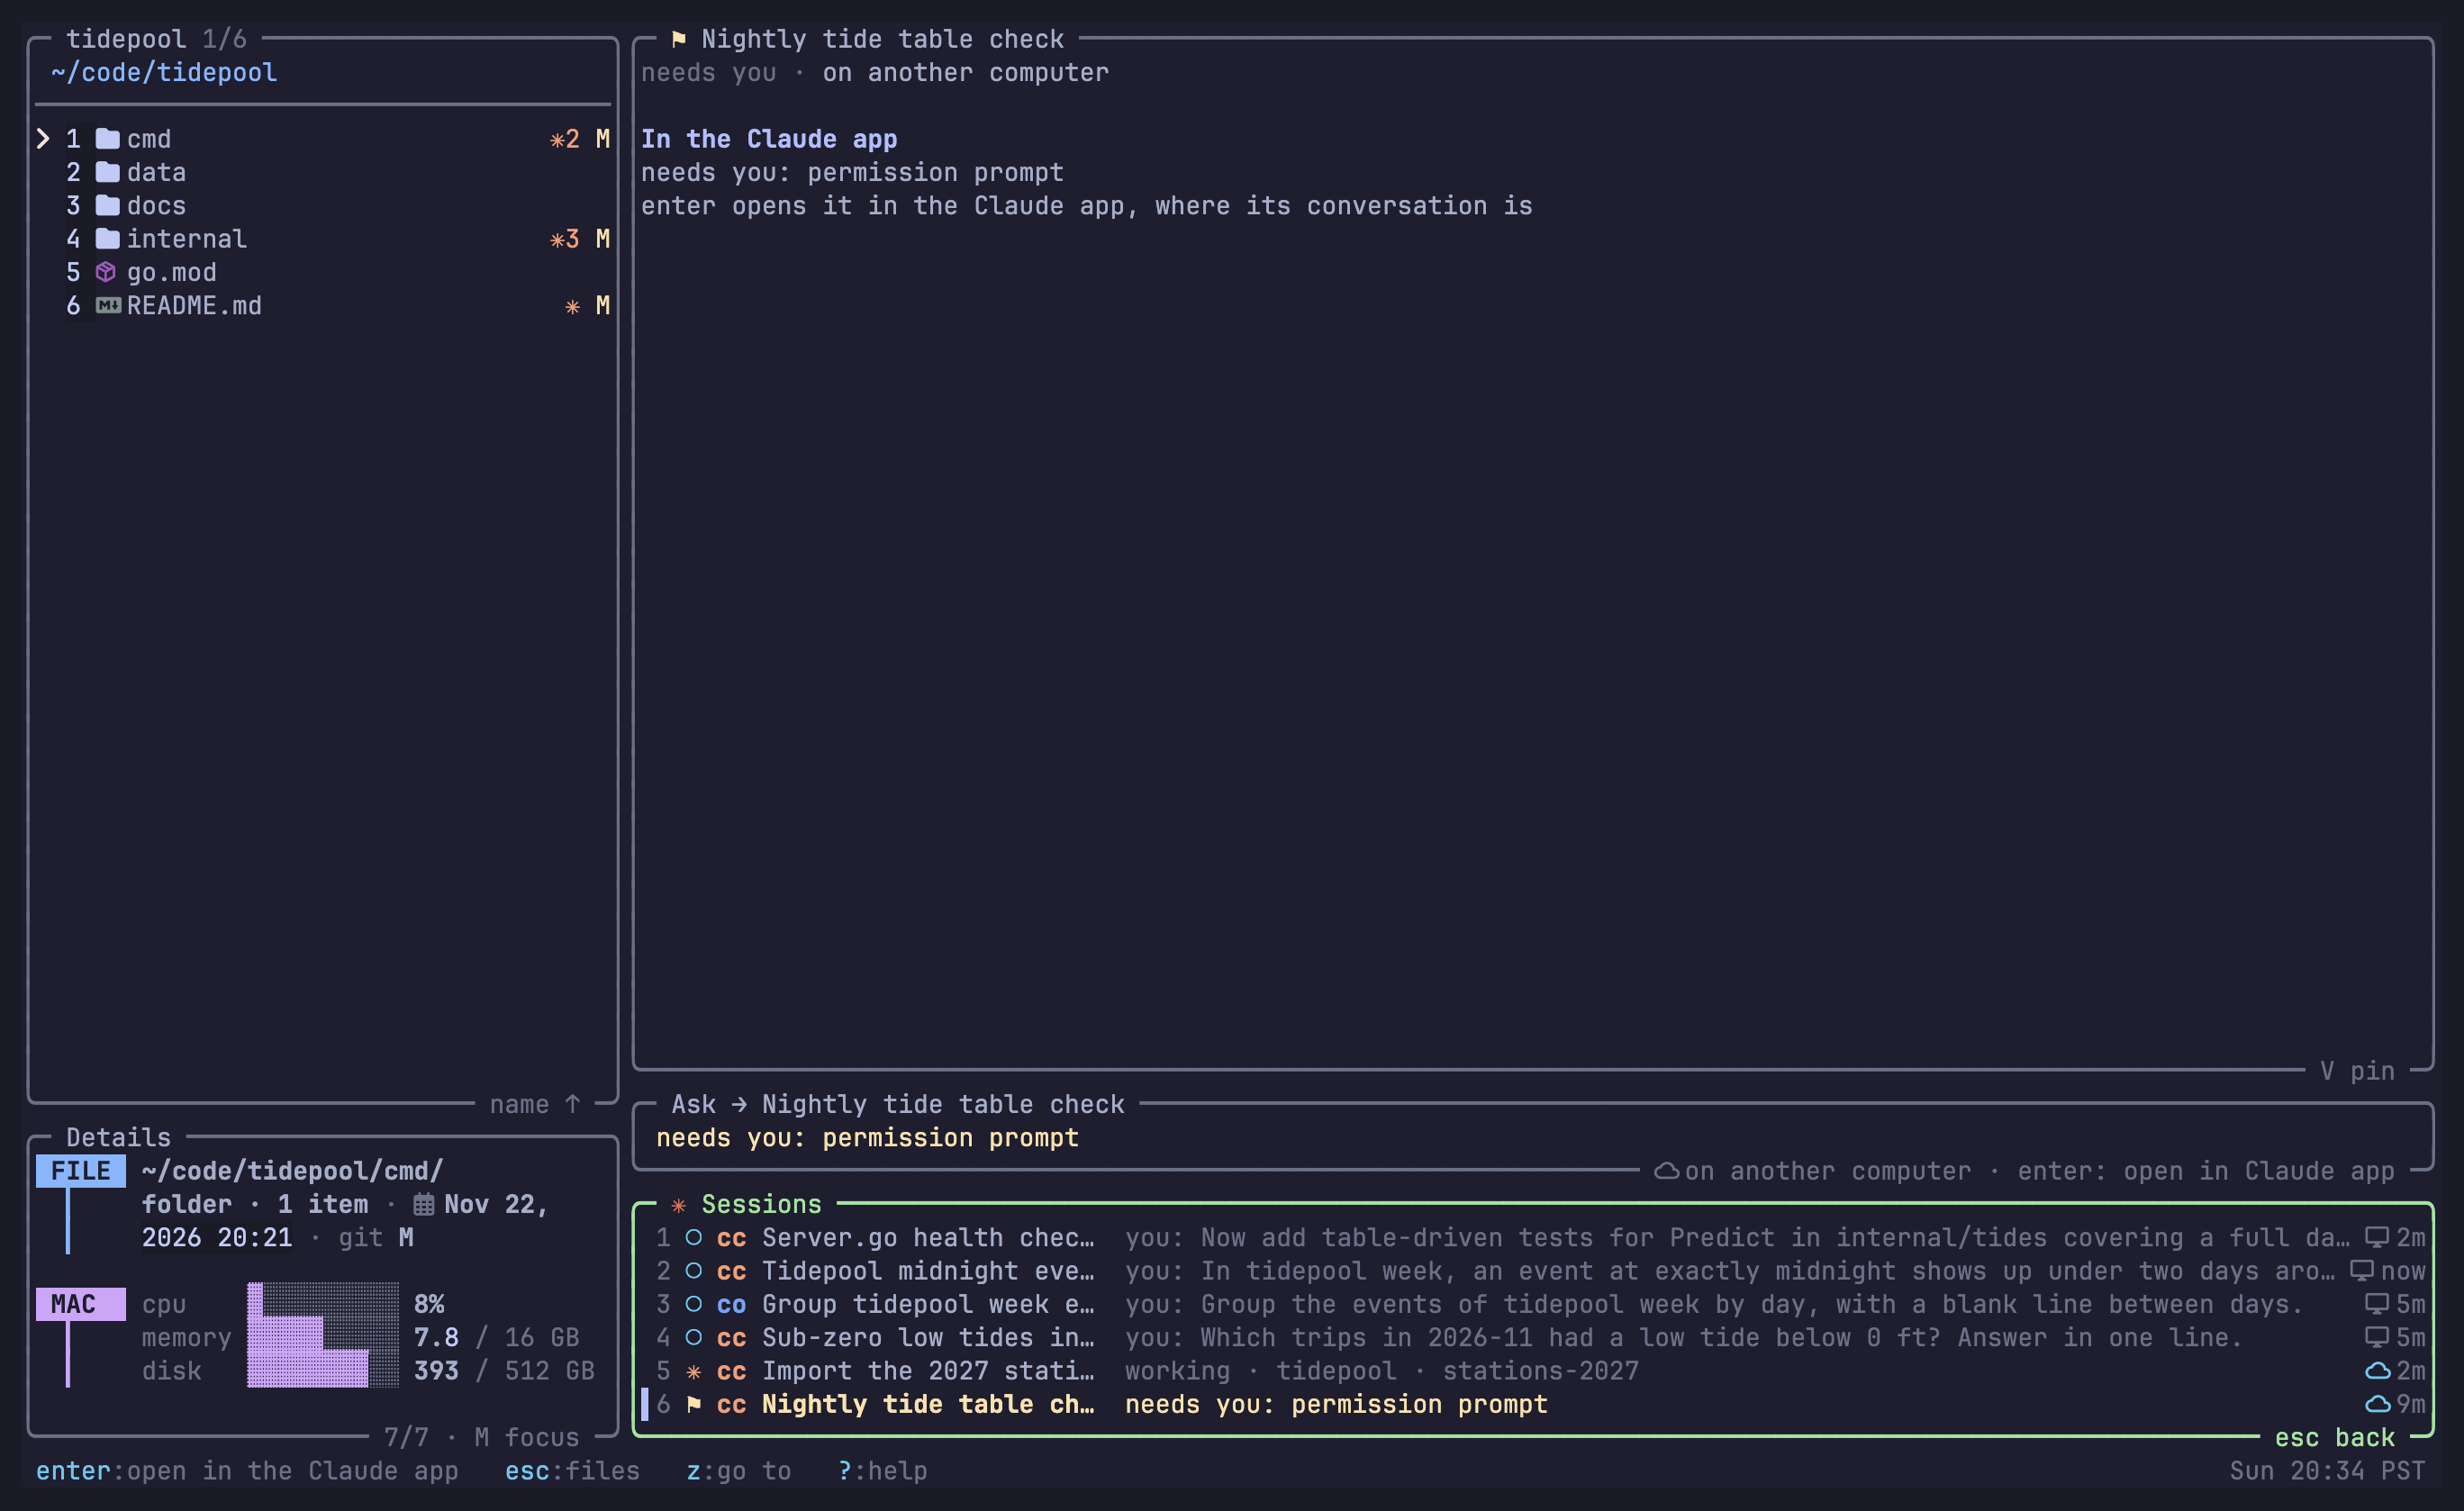 tidepool 1/6
~/code/tidepool
1 cmd ✳2 M
2 data
3 docs
4 internal ✳3 M
5 go.mod
6 README.md ✳ M
name ↑
Details
FILE ~/code/tidepool/cmd/
folder · 1 item · Nov 22,
2026 20:21 · git M
MAC cpu 8%
memory 7.8 / 16 GB
disk 393 / 512 GB
7/7 · M focus
⚑ Nightly tide table check
needs you · on another computer
In the Claude app
needs you: permission prompt
enter opens it in the Claude app, where its conversation is
V pin
Ask → Nightly tide table check
needs you: permission prompt
on another computer · enter: open in Claude app
✳ Sessions
1 ○ cc Server.go health chec… you: Now add table-driven tests for Predict in internal/tides covering a full da… 2m
2 ○ cc Tidepool midnight eve… you: In tidepool week, an event at exactly midnight shows up under two days aro… now
3 ○ co Group tidepool week e… you: Group the events of tidepool week by day, with a blank line between days. 5m
4 ○ cc Sub-zero low tides in… you: Which trips in 2026-11 had a low tide below 0 ft? Answer in one line. 5m
5 ✳ cc Import the 2027 stati… working · tidepool · stations-2027 2m
6 ⚑ cc Nightly tide table ch… needs you: permission prompt 9m
esc back
enter:open in the Claude app esc:files z:go to ?:help Sun 20:34 PST